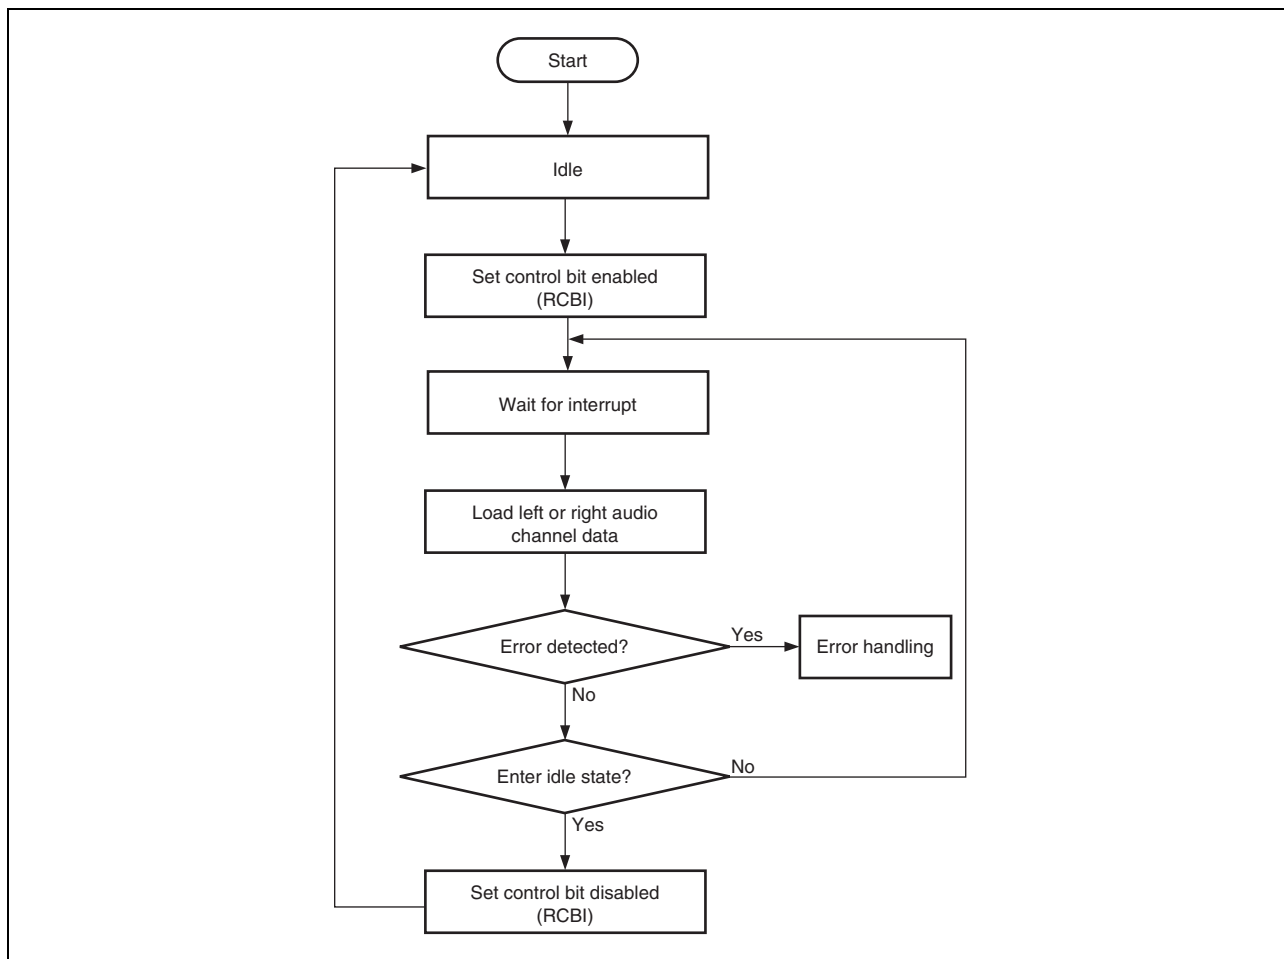 Start
Idle
Set control bit enabled
(RCBI)
Wait for interrupt
Load left or right audio
channel data
Error detected?
Yes
Error handling
No
Enter idle state?
No
Yes
Set control bit disabled
(RCBI)